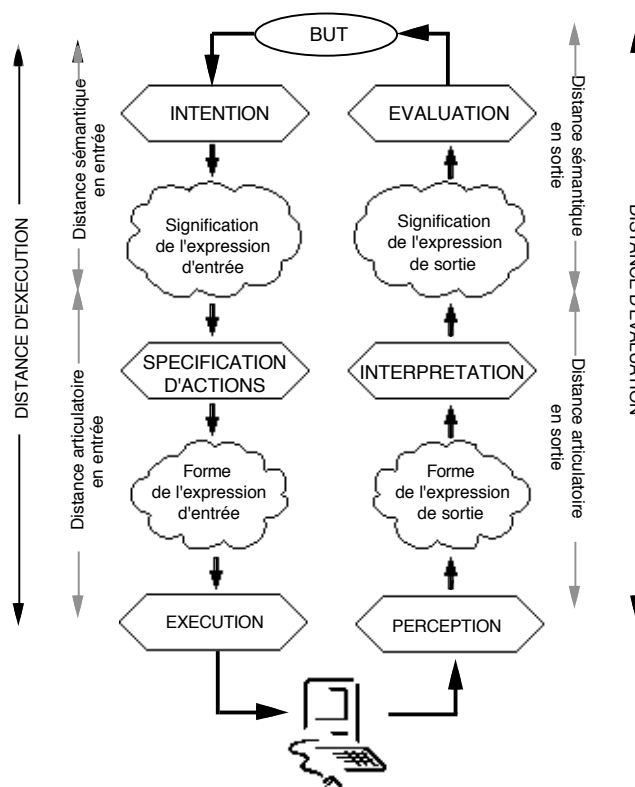 BUT
INTENTION
EVALUATION
Signification
de l'expression
d'entrée
Signification
de l'expression
de sortie
SPECIFICATION
D'ACTIONS
INTERPRETATION
Forme
de l'expression
d'entrée
Forme
de l'expression
de sortie
EXECUTION
PERCEPTION
DISTANCE D'EXECUTION
Distance sémantique
en entrée
Distance articulatoire
en entrée
Distance sémantique
en sortie
Distance articulatoire
en sortie
DISTANCE D'EVALUATION